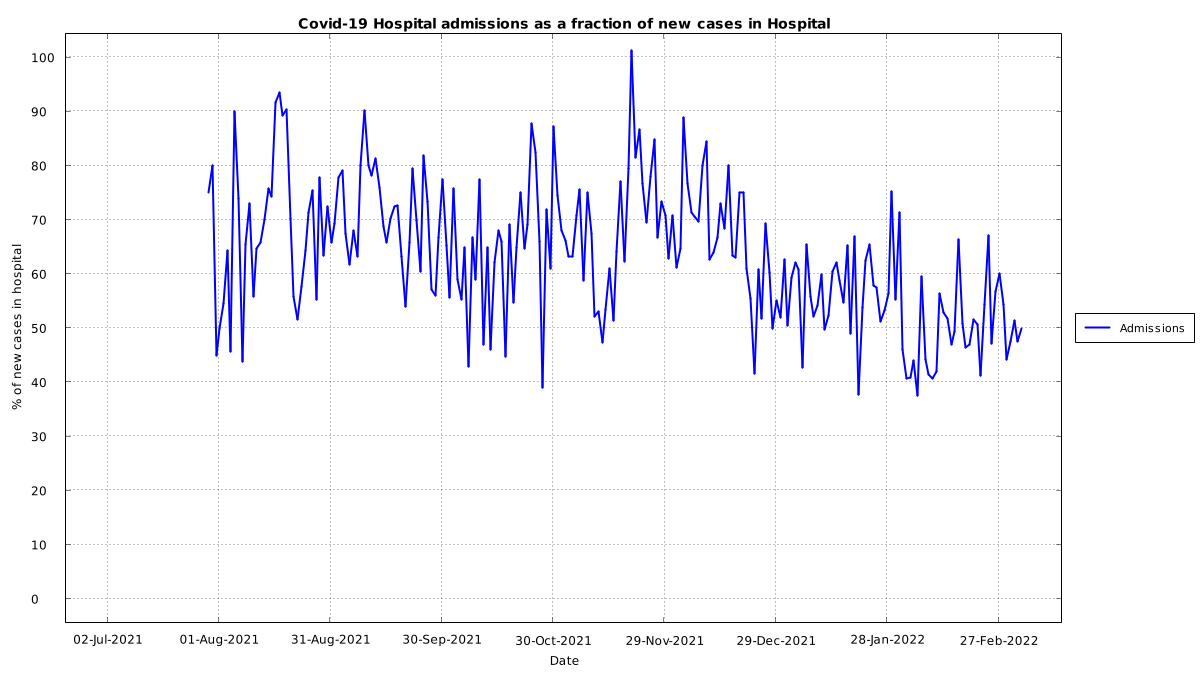 Covid-19 Hospital admissions as a fraction of new cases in Hospital
100
90
80
70
60
50
40
30
20
10
0
% of new cases in hospital
02-Jul-2021 01-Aug-2021 31-Aug-2021 30-Sep-2021 30-Oct-2021 29-Nov-2021 29-Dec-2021 28-Jan-2022 27-Feb-2022
Date
Admissions